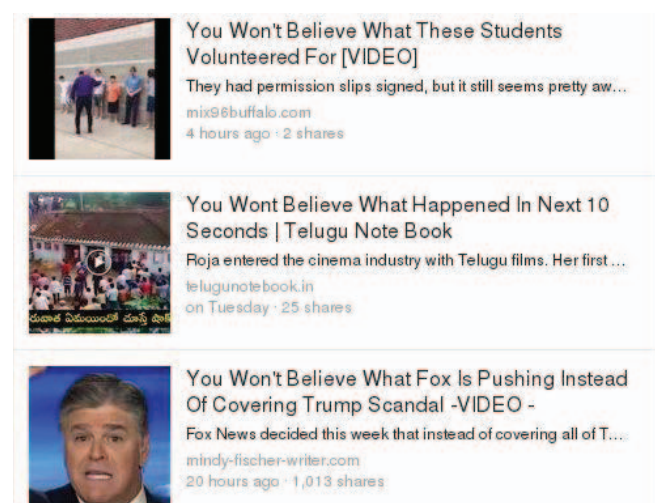 You Won't Believe What These Students
Volunteered For [VIDEO]
They had permission slips signed, but it still seems pretty aw...
mix96buffalo.com
4 hours ago · 2 shares
You Wont Believe What Happened In Next 10
Seconds | Telugu Note Book
Roja entered the cinema industry with Telugu films. Her first ...
telugunotebook.in
on Tuesday · 25 shares
రువాత ఏమయిందో చూస్తే షాక్
You Won't Believe What Fox Is Pushing Instead
Of Covering Trump Scandal -VIDEO -
Fox News decided this week that instead of covering all of T...
mindy-fischer-writer.com
20 hours ago · 1,013 shares